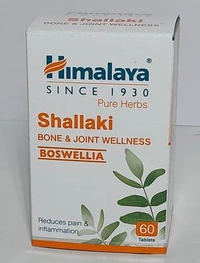 Himalaya®
SINCE 1930
Pure Herbs
Shallaki
BONE & JOINT WELLNESS
BOSWELLIA
Reduces pain &
inflammation
60
Tablets